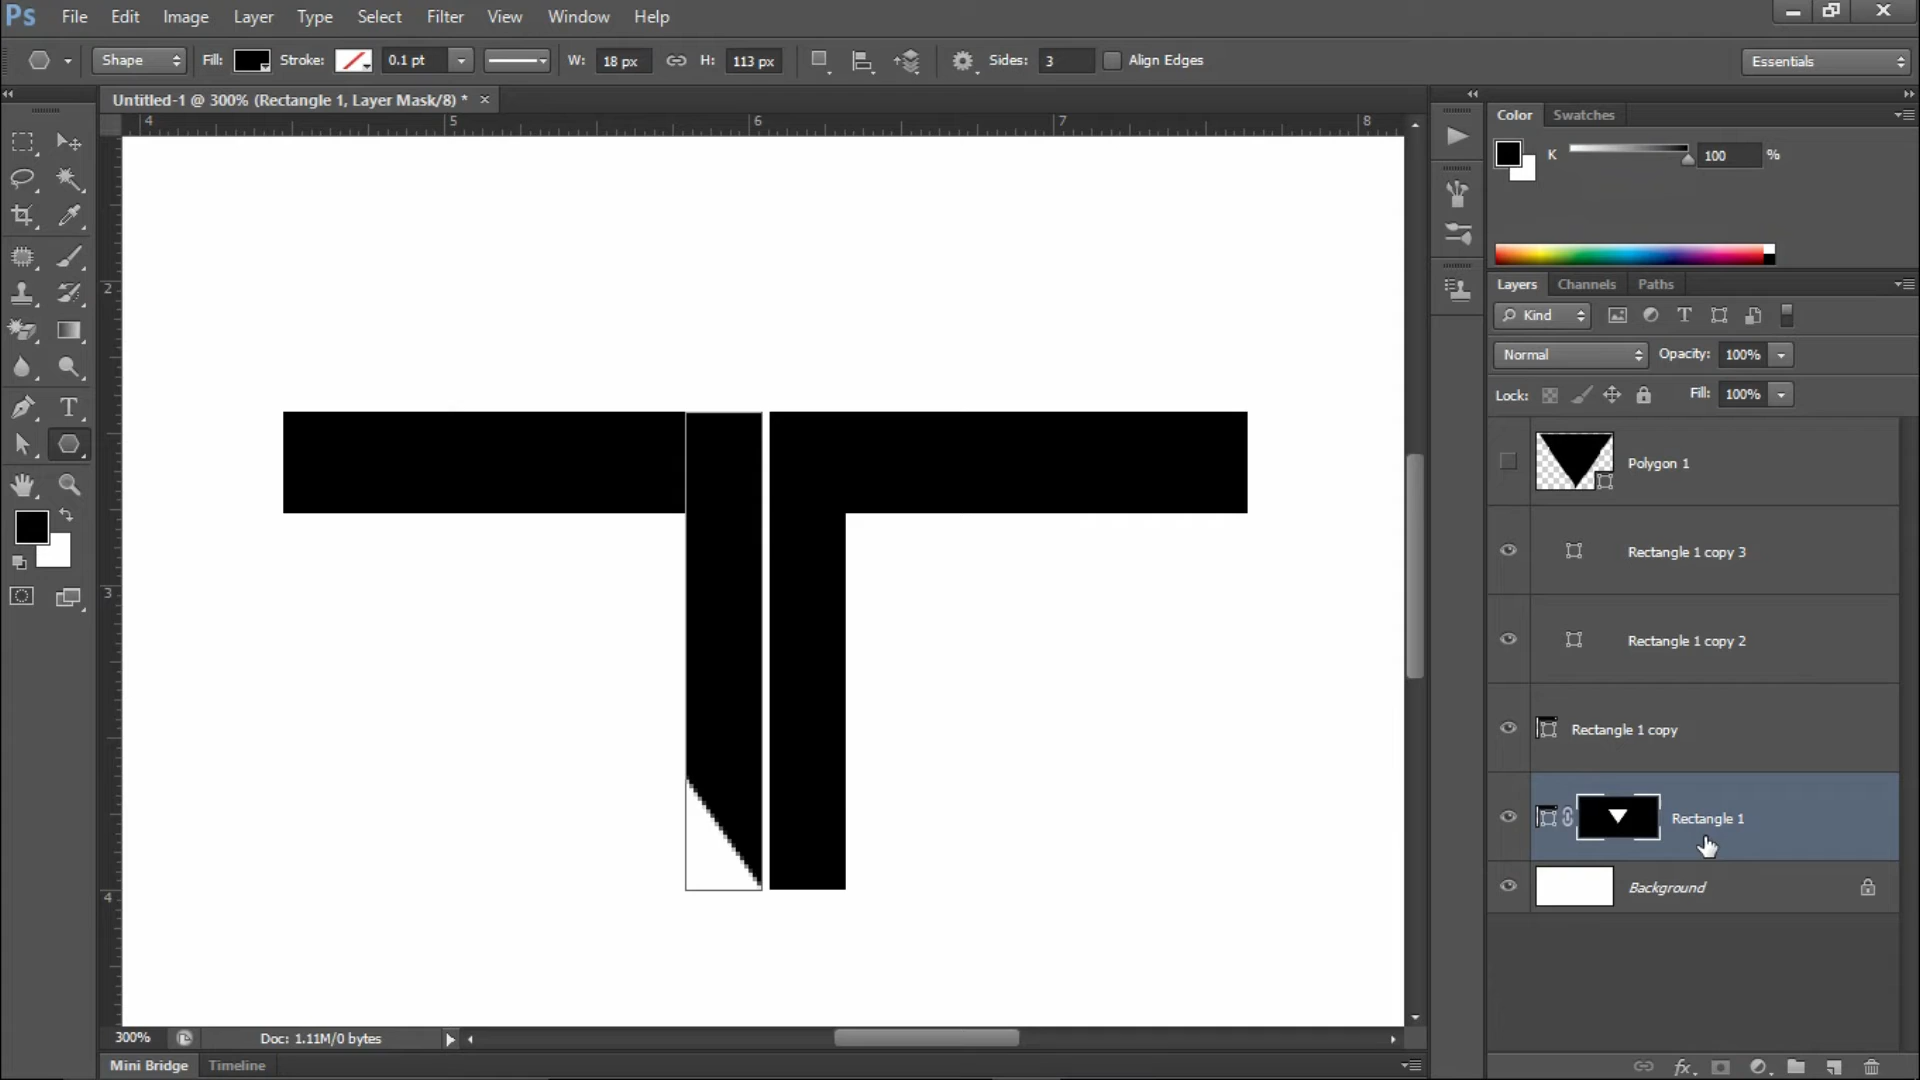 Ps File Edit Image Layer Type Select Filter View Window Help
Shape Fill: Stroke: 0.1 pt W: 18 px H: 113 px Sides: 3 Align Edges Essentials
Untitled-1 @ 300% (Rectangle 1, Layer Mask/8) * ×
4 5 6 7 8
2
3
4
Color Swatches
K 100 %
Layers Channels Paths
Kind
Normal Opacity: 100%
Lock: Fill: 100%
Polygon 1
Rectangle 1 copy 3
Rectangle 1 copy 2
Rectangle 1 copy
Rectangle 1
Background
300% Doc: 1.11M/0 bytes
Mini Bridge Timeline
fx